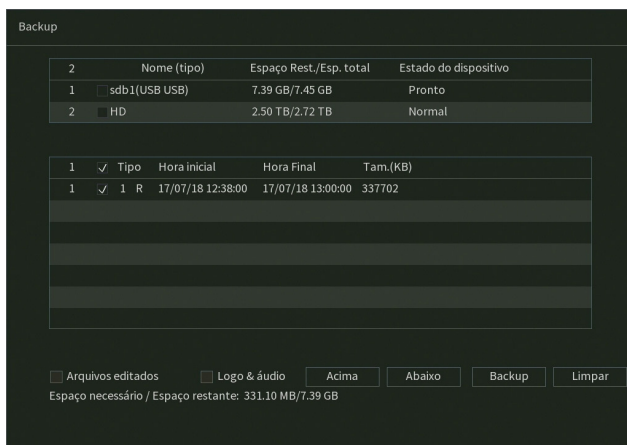 Backup
2 Nome (tipo) Espaço Rest./Esp. total Estado do dispositivo
1 sdb1(USB USB) 7.39 GB/7.45 GB Pronto
2 HD 2.50 TB/2.72 TB Normal
1 Tipo Hora inicial Hora Final Tam.(KB)
1 1 R 17/07/18 12:38:00 17/07/18 13:00:00 337702
Arquivos editados Logo & áudio Acima Abaixo Backup Limpar
Espaço necessário / Espaço restante: 331.10 MB/7.39 GB